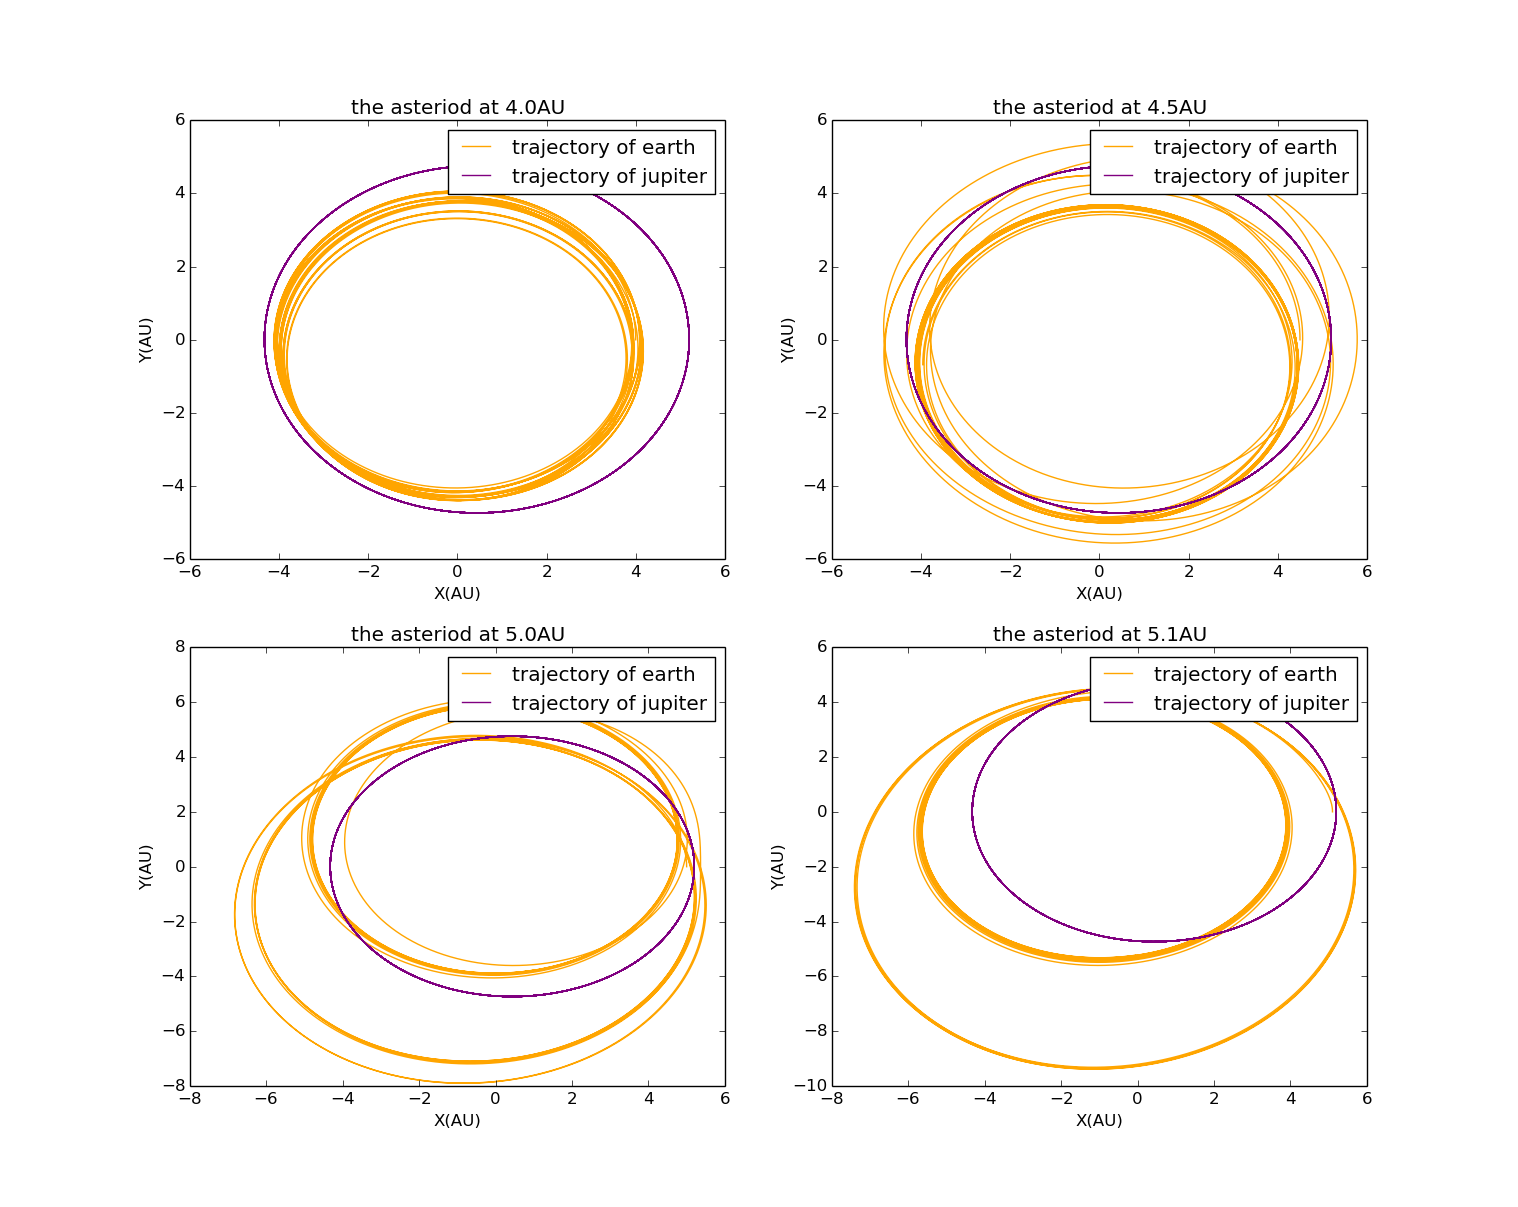 the asteriod at 4.0AU
6
trajectory of earth
trajectory of jupiter
4
2
0
−2
−4
−6
Y(AU)
−6 −4 −2 0 2 4 6
X(AU)
the asteriod at 4.5AU
6
trajectory of earth
trajectory of jupiter
4
2
0
−2
−4
−6
Y(AU)
−6 −4 −2 0 2 4 6
X(AU)
the asteriod at 5.0AU
8
trajectory of earth
trajectory of jupiter
6
4
2
0
−2
−4
−6
−8
Y(AU)
−8 −6 −4 −2 0 2 4 6
X(AU)
the asteriod at 5.1AU
6
trajectory of earth
trajectory of jupiter
4
2
0
−2
−4
−6
−8
−10
Y(AU)
−8 −6 −4 −2 0 2 4 6
X(AU)